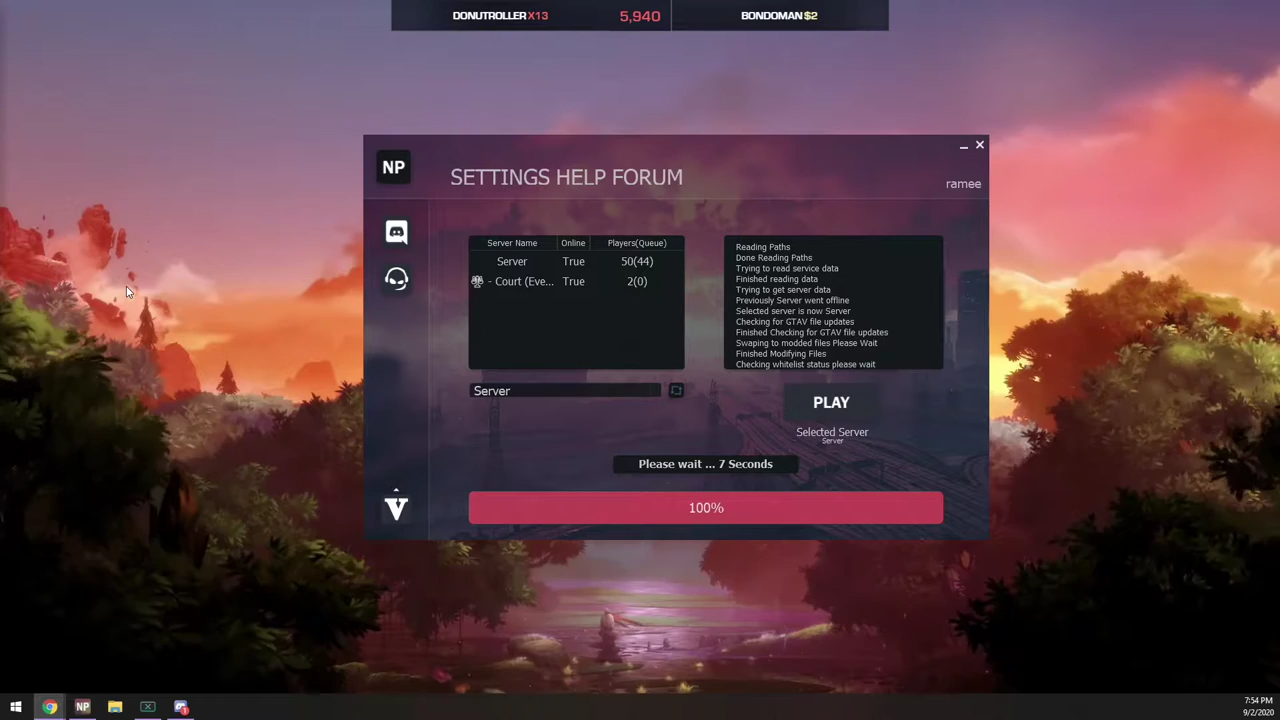 DONUTROLLER X13 5,940 BONDOMAN $2
NP
SETTINGS HELP FORUM
ramee
Server Name Online Players(Queue)
Server True 50(44)
- Court (Eve... True 2(0)
Reading Paths
Done Reading Paths
Trying to read service data
Finished reading data
Trying to get server data
Previously Server went offline
Selected server is now Server
Checking for GTAV file updates
Finished Checking for GTAV file updates
Swaping to modded files Please Wait
Finished Modifying Files
Checking whitelist status please wait
Server
PLAY
Selected Server
Server
Please wait ... 7 Seconds
V
100%
NP
1
7:54 PM
9/2/2020